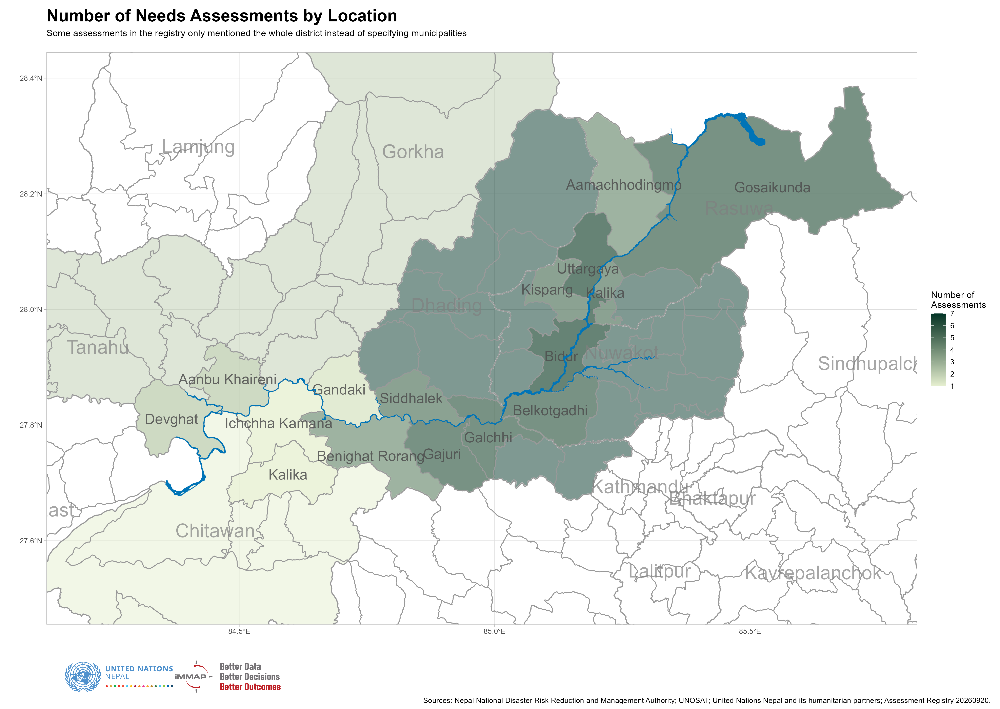 Number of Needs Assessments by Location
Some assessments in the registry only mentioned the whole district instead of specifying municipalities
28.4°N
Lamjung
Gorkha
Aamachhodingmo
Gosaikunda
28.2°N
Rasuwa
Uttargaya
Kispang
Kalika
Dhading
28.0°N
Number of
Assessments
7
6
5
4
3
2
1
Tanahu
Bidur
Nuwakot
Sindhupalch
Aanbu Khaireni
Gandaki
Siddhalek
Belkotgadhi
Devghat
Ichchha Kamana
27.8°N
Galchhi
Benighat Rorang
Gajuri
Kalika
Kathmandu
Bhaktapur
ast
Chitawan
27.6°N
Lalitpur
Kavrepalanchok
84.5°E
85.0°E
85.5°E
UNITED NATIONS
NEPAL
iMMAP
Better Data
Better Decisions
Better Outcomes
Sources: Nepal National Disaster Risk Reduction and Management Authority; UNOSAT; United Nations Nepal and its humanitarian partners; Assessment Registry 20260920.